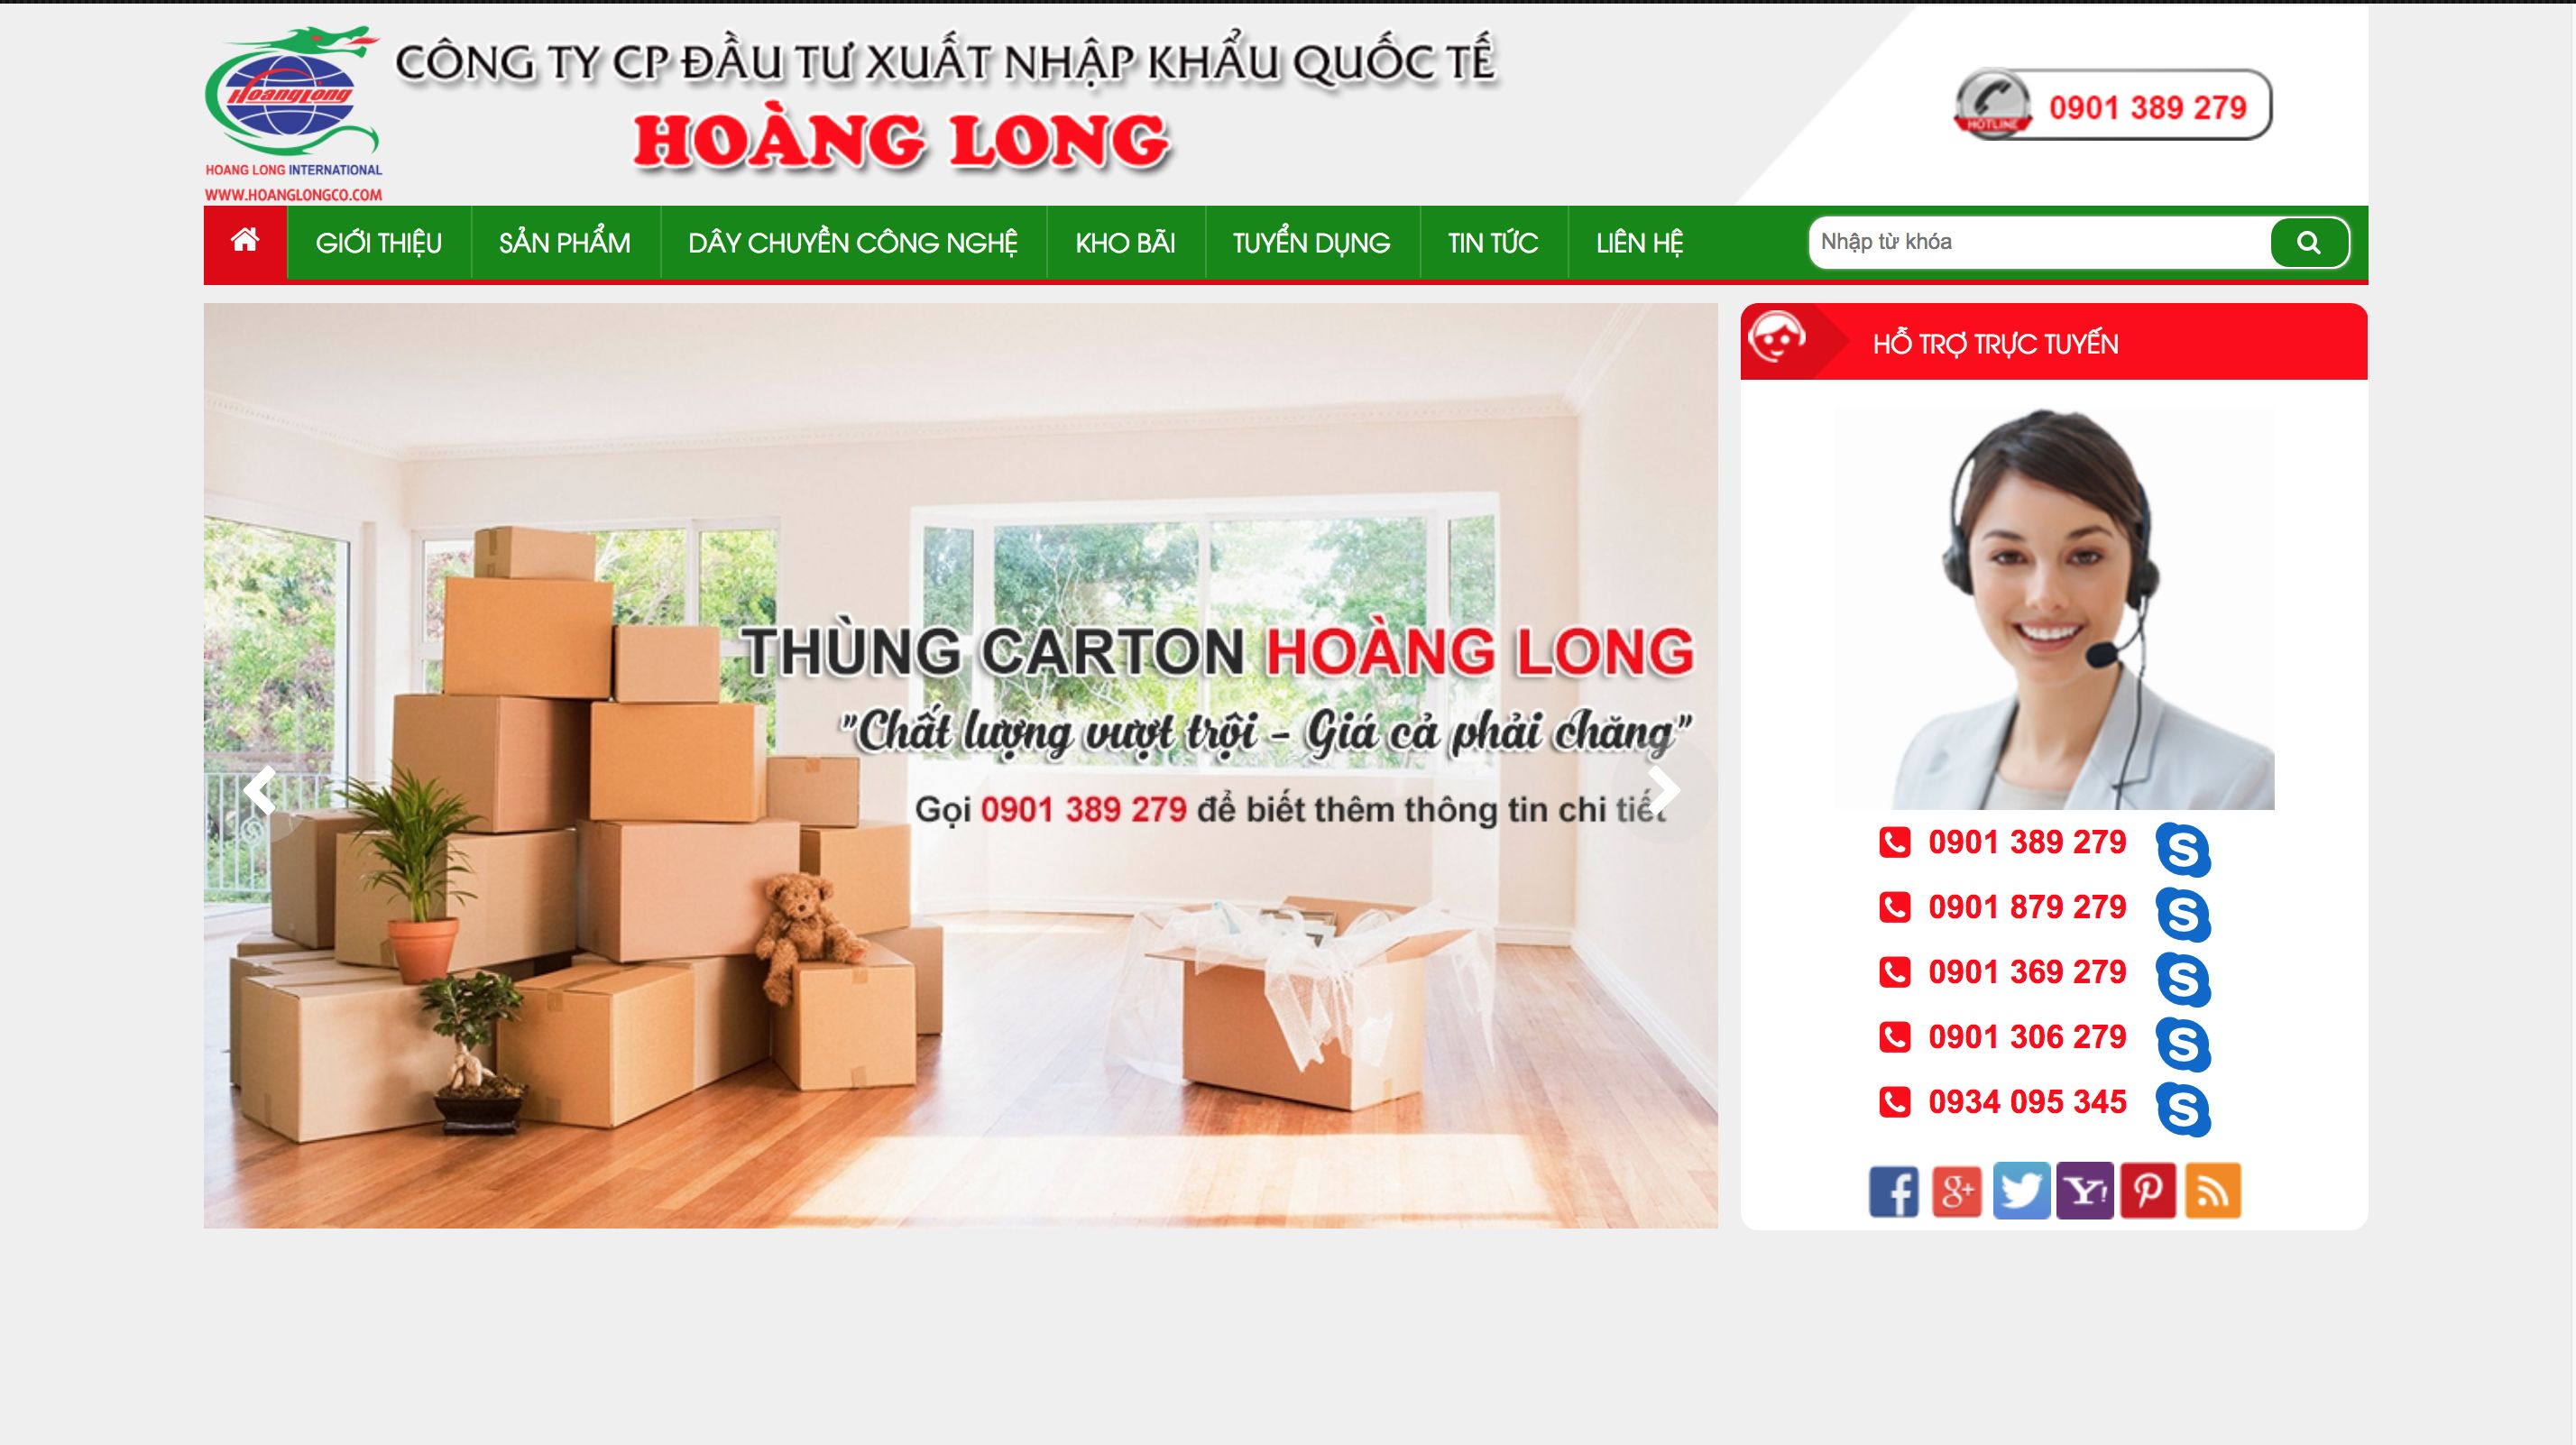 HoangLong
HOANG LONG INTERNATIONAL
WWW.HOANGLONGCO.COM
CÔNG TY CP ĐẦU TƯ XUẤT NHẬP KHẨU QUỐC TẾ
HOÀNG LONG
HOTLINE
0901 389 279
GIỚI THIỆU
SẢN PHẨM
DÂY CHUYỀN CÔNG NGHỆ
KHO BÃI
TUYỂN DỤNG
TIN TỨC
LIÊN HỆ
Nhập từ khóa
THÙNG CARTON HOÀNG LONG
"Chất lượng vượt trội – Giá cả phải chăng"
Gọi 0901 389 279 để biết thêm thông tin chi tiết
HỖ TRỢ TRỰC TUYẾN
0901 389 279
0901 879 279
0901 369 279
0901 306 279
0934 095 345